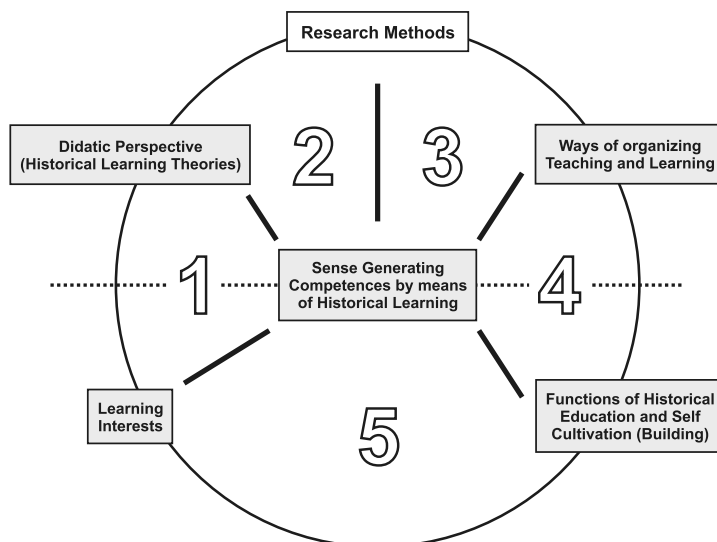 Research Methods
Didatic Perspective
(Historical Learning Theories)
2
3
Ways of organizing
Teaching and Learning
1
Sense Generating
Competences by means
of Historical Learning
4
Learning
Interests
5
Functions of Historical
Education and Self
Cultivation (Building)